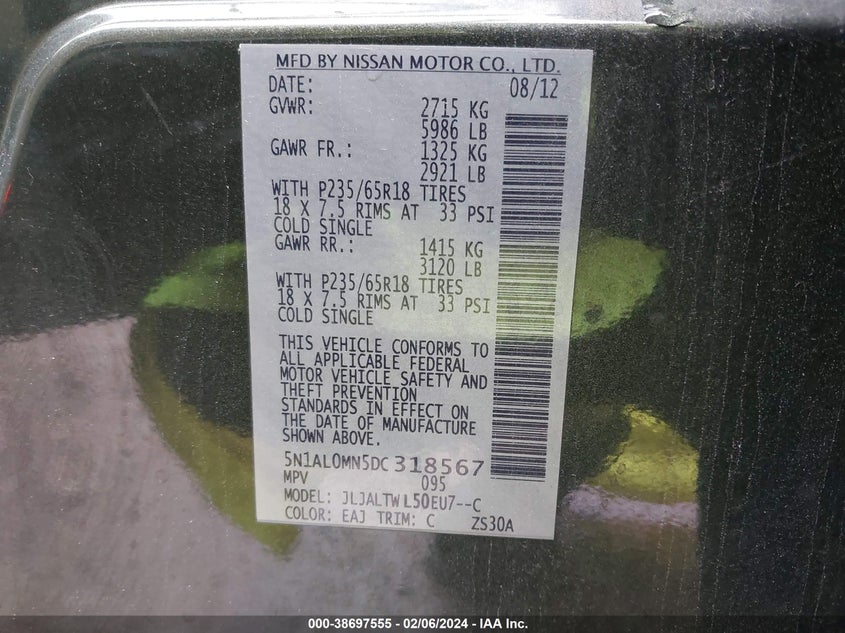 MFD BY NISSAN MOTOR CO., LTD.
DATE: 08/12
GVWR: 2715 KG
5986 LB
GAWR FR.: 1325 KG
2921 LB
WITH P235/65R18 TIRES
18 X 7.5 RIMS AT 33 PSI
COLD SINGLE
GAWR RR.: 1415 KG
3120 LB
WITH P235/65R18 TIRES
18 X 7.5 RIMS AT 33 PSI
COLD SINGLE
THIS VEHICLE CONFORMS TO
ALL APPLICABLE FEDERAL
MOTOR VEHICLE SAFETY AND
THEFT PREVENTION
STANDARDS IN EFFECT ON
THE DATE OF MANUFACTURE
SHOWN ABOVE.
5N1AL0MN5DC318567
MPV 095
MODEL: JLJALTWL50EU7--C
COLOR: EAJ TRIM: C ZS30A
000-38697555 - 02/06/2024 - IAA Inc.